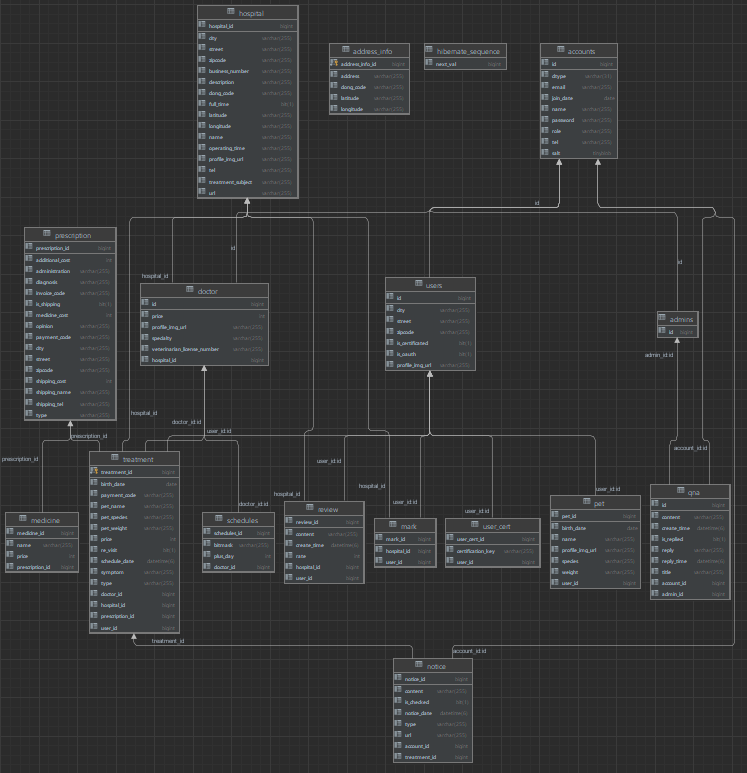 hospital
hospital_id bigint
city varchar(255)
street varchar(255)
zipcode varchar(255)
business_number varchar(255)
description varchar(255)
dong_code varchar(255)
full_time bit(1)
latitude varchar(255)
longitude varchar(255)
name varchar(255)
operating_time varchar(255)
profile_img_url varchar(255)
tel varchar(255)
treatment_subject varchar(255)
url varchar(255)
address_info
address_info_id bigint
address varchar(255)
dong_code varchar(255)
latitude varchar(255)
longitude varchar(255)
hibernate_sequence
next_val bigint
accounts
id bigint
dtype varchar(31)
email varchar(255)
join_date date
name varchar(255)
password varchar(255)
role varchar(255)
tel varchar(255)
salt
id
prescription
prescription_id bigint
additional_cost int
administration varchar(255)
diagnosis varchar(255)
invoice_code varchar(255)
is_shipping bit(1)
medicine_cost int
opinion varchar(255)
payment_code varchar(255)
city varchar(255)
street varchar(255)
zipcode varchar(255)
shipping_cost int
shipping_name varchar(255)
shipping_tel varchar(255)
type varchar(255)
id
id
hospital_id
doctor
id bigint
price int
profile_img_url varchar(255)
speciality varchar(255)
veterinarian_license_number varchar(255)
hospital_id bigint
users
id bigint
city varchar(255)
street varchar(255)
zipcode varchar(255)
is_certificated bit(1)
is_oauth bit(1)
profile_img_url varchar(255)
admins
id bigint
admin_id:id
hospital_id
doctor_id:id
user_id:id
prescription_id
prescription_id
account_id:id
user_id:id
hospital_id
hospital_id
user_id:id
user_id:id
user_id:id
doctor_id:id
treatment
treatment_id bigint
birth_date date
payment_code varchar(255)
pet_name varchar(255)
pet_species varchar(255)
pet_weight varchar(255)
price int
re_visit bit(1)
schedule_date datetime(6)
symptom varchar(255)
type varchar(255)
doctor_id bigint
hospital_id bigint
prescription_id bigint
user_id bigint
medicine
medicine_id bigint
name varchar(255)
price int
prescription_id bigint
schedules
schedules_id bigint
bitmask varchar(255)
plus_day int
doctor_id bigint
review
review_id bigint
content varchar(255)
create_time datetime(6)
rate int
hospital_id bigint
user_id bigint
mark
mark_id bigint
hospital_id bigint
user_id bigint
user_cert
user_cert_id bigint
certification_key varchar(255)
user_id bigint
pet
pet_id bigint
birth_date date
name varchar(255)
profile_img_url varchar(255)
species varchar(255)
weight varchar(255)
user_id bigint
qna
id bigint
content varchar(255)
create_time datetime(6)
is_replied bit(1)
reply varchar(255)
reply_time datetime(6)
title varchar(255)
account_id bigint
admin_id bigint
treatment_id
account_id:id
notice
notice_id bigint
content varchar(255)
is_checked bit(1)
notice_date datetime(6)
type varchar(255)
url varchar(255)
account_id bigint
treatment_id bigint